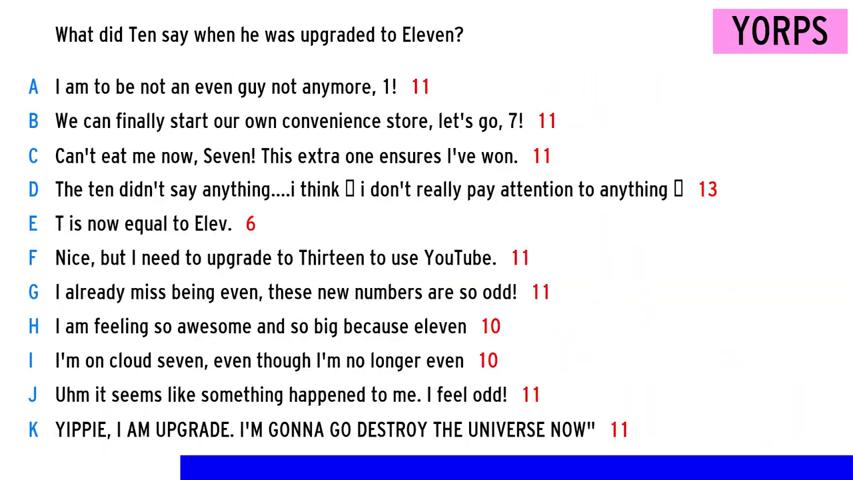 What did Ten say when he was upgraded to Eleven?
YORPS
A I am to be not an even guy not anymore, 1! 11
B We can finally start our own convenience store, let's go, 7! 11
C Can't eat me now, Seven! This extra one ensures I've won. 11
D The ten didn't say anything....i think ▯ i don't really pay attention to anything ▯ 13
E T is now equal to Elev. 6
F Nice, but I need to upgrade to Thirteen to use YouTube. 11
G I already miss being even, these new numbers are so odd! 11
H I am feeling so awesome and so big because eleven 10
I I'm on cloud seven, even though I'm no longer even 10
J Uhm it seems like something happened to me. I feel odd! 11
K YIPPIE, I AM UPGRADE. I'M GONNA GO DESTROY THE UNIVERSE NOW" 11